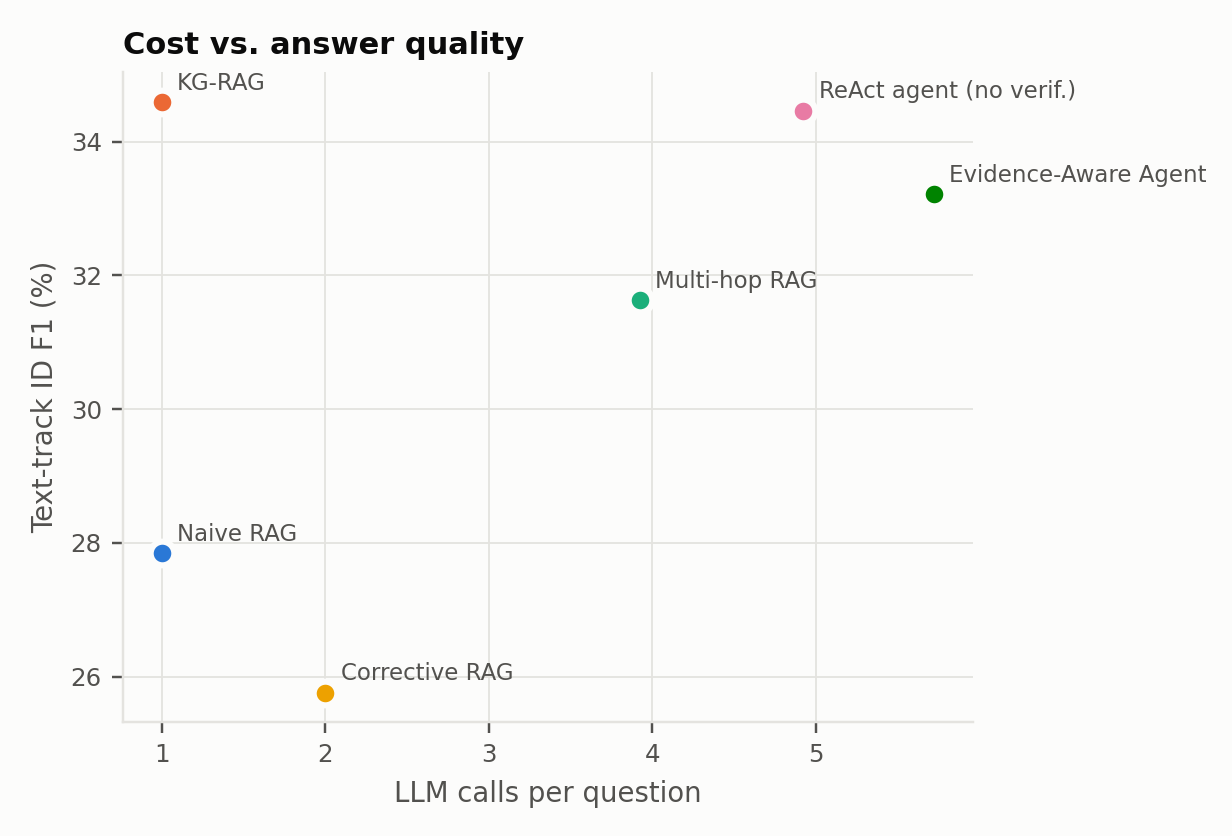 Cost vs. answer quality
KG-RAG
ReAct agent (no verif.)
34
Evidence-Aware Agent
32
Multi-hop RAG
Text-track ID F1 (%)
30
Naive RAG
28
Corrective RAG
26
1 2 3 4 5
LLM calls per question